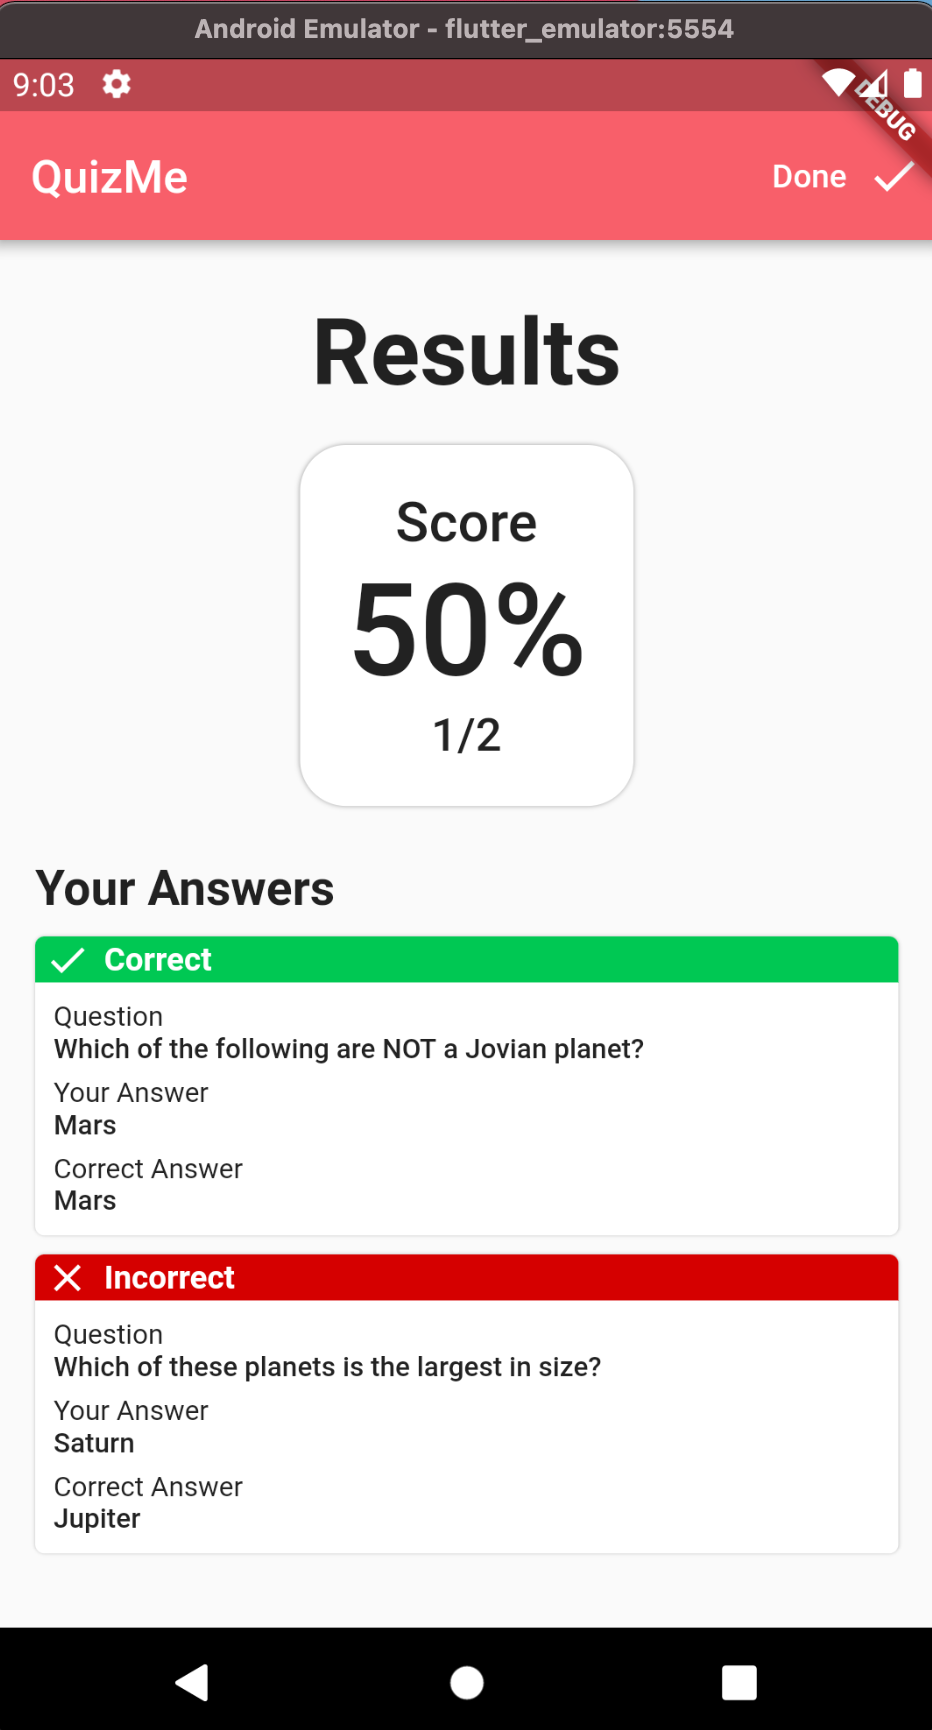 Android Emulator - flutter_emulator:5554
9:03
DEBUG
QuizMe
Done
Results
Score
50%
1/2
Your Answers
Correct
Question
Which of the following are NOT a Jovian planet?
Your Answer
Mars
Correct Answer
Mars
Incorrect
Question
Which of these planets is the largest in size?
Your Answer
Saturn
Correct Answer
Jupiter